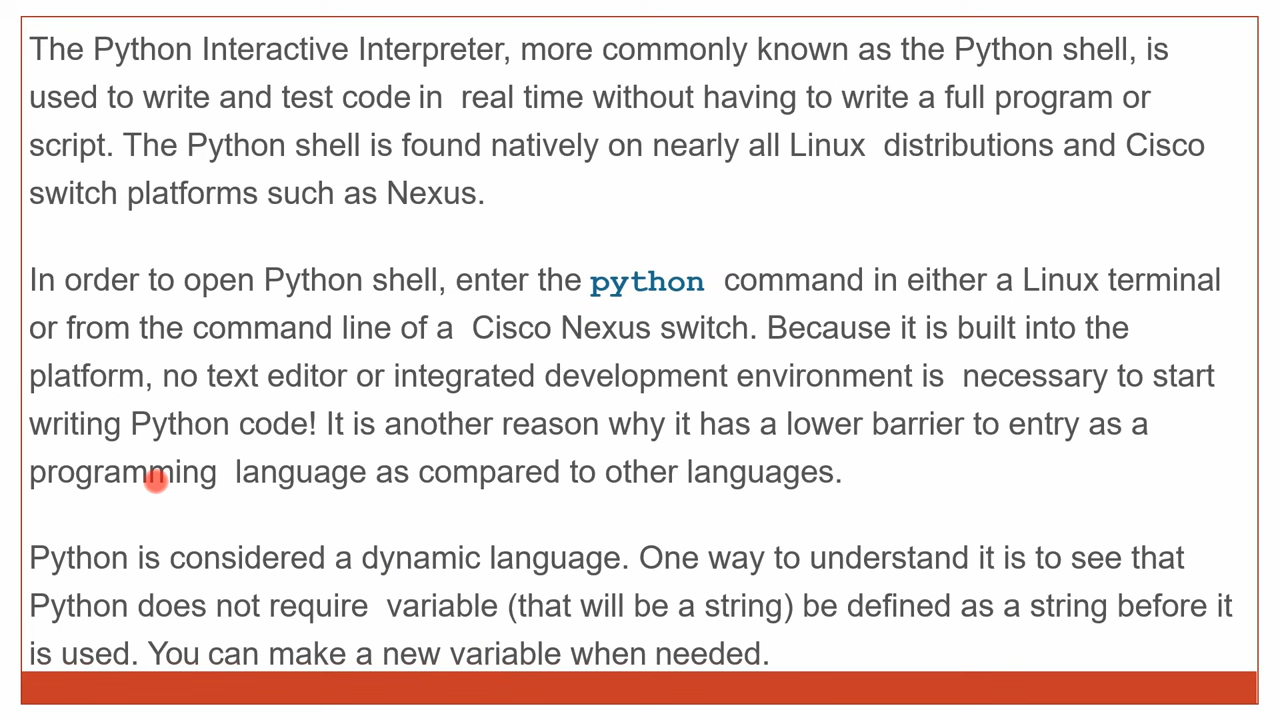 The Python Interactive Interpreter, more commonly known as the Python shell, is
used to write and test code in real time without having to write a full program or
script. The Python shell is found natively on nearly all Linux distributions and Cisco
switch platforms such as Nexus.
In order to open Python shell, enter the python command in either a Linux terminal
or from the command line of a Cisco Nexus switch. Because it is built into the
platform, no text editor or integrated development environment is necessary to start
writing Python code! It is another reason why it has a lower barrier to entry as a
programming language as compared to other languages.
Python is considered a dynamic language. One way to understand it is to see that
Python does not require variable (that will be a string) be defined as a string before it
is used. You can make a new variable when needed.